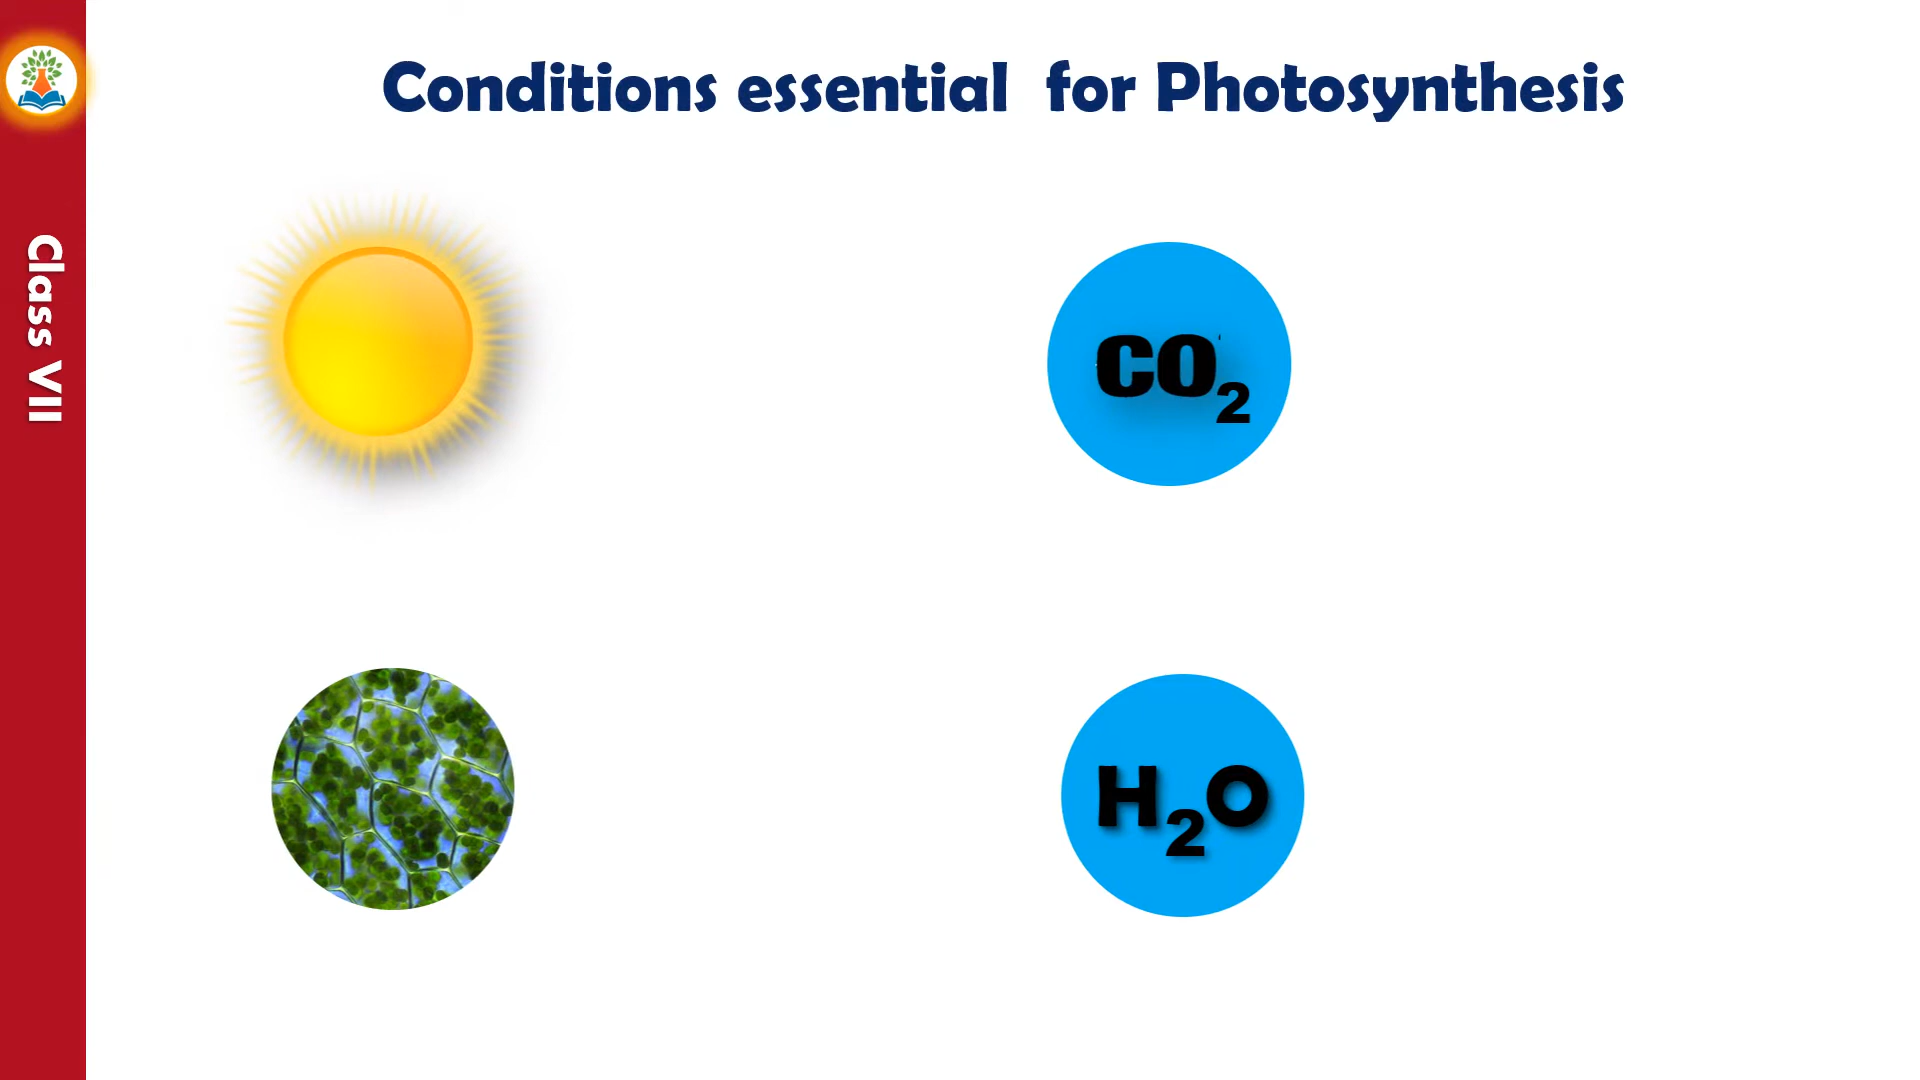 Conditions essential for Photosynthesis
Class VII
CO₂
H₂O